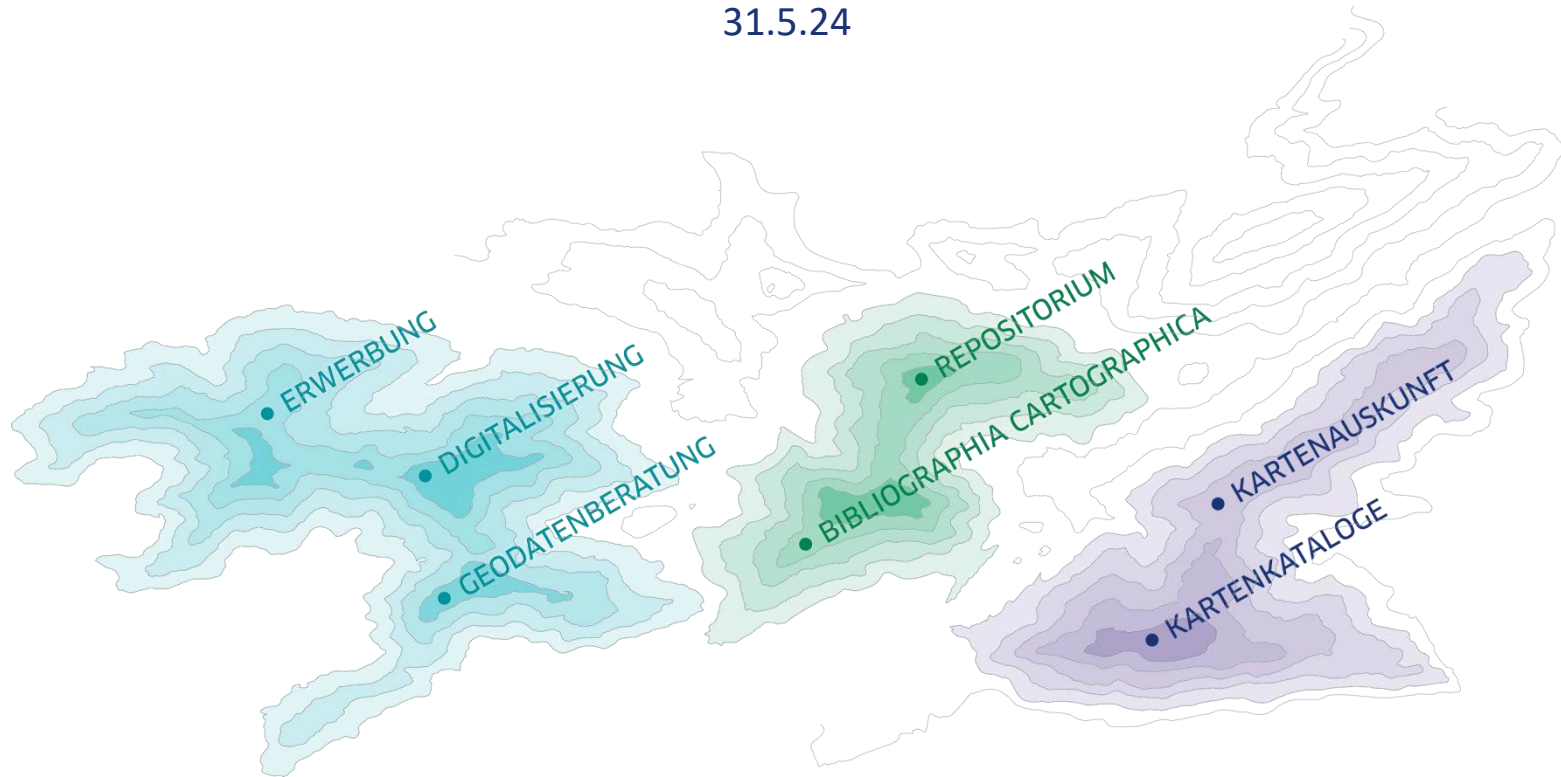 31.5.24
ERWERBUNG
DIGITALISIERUNG
GEODATENBERATUNG
REPOSITORIUM
BIBLIOGRAPHIA CARTOGRAPHICA
KARTENAUSKUNFT
KARTENKATALOGE